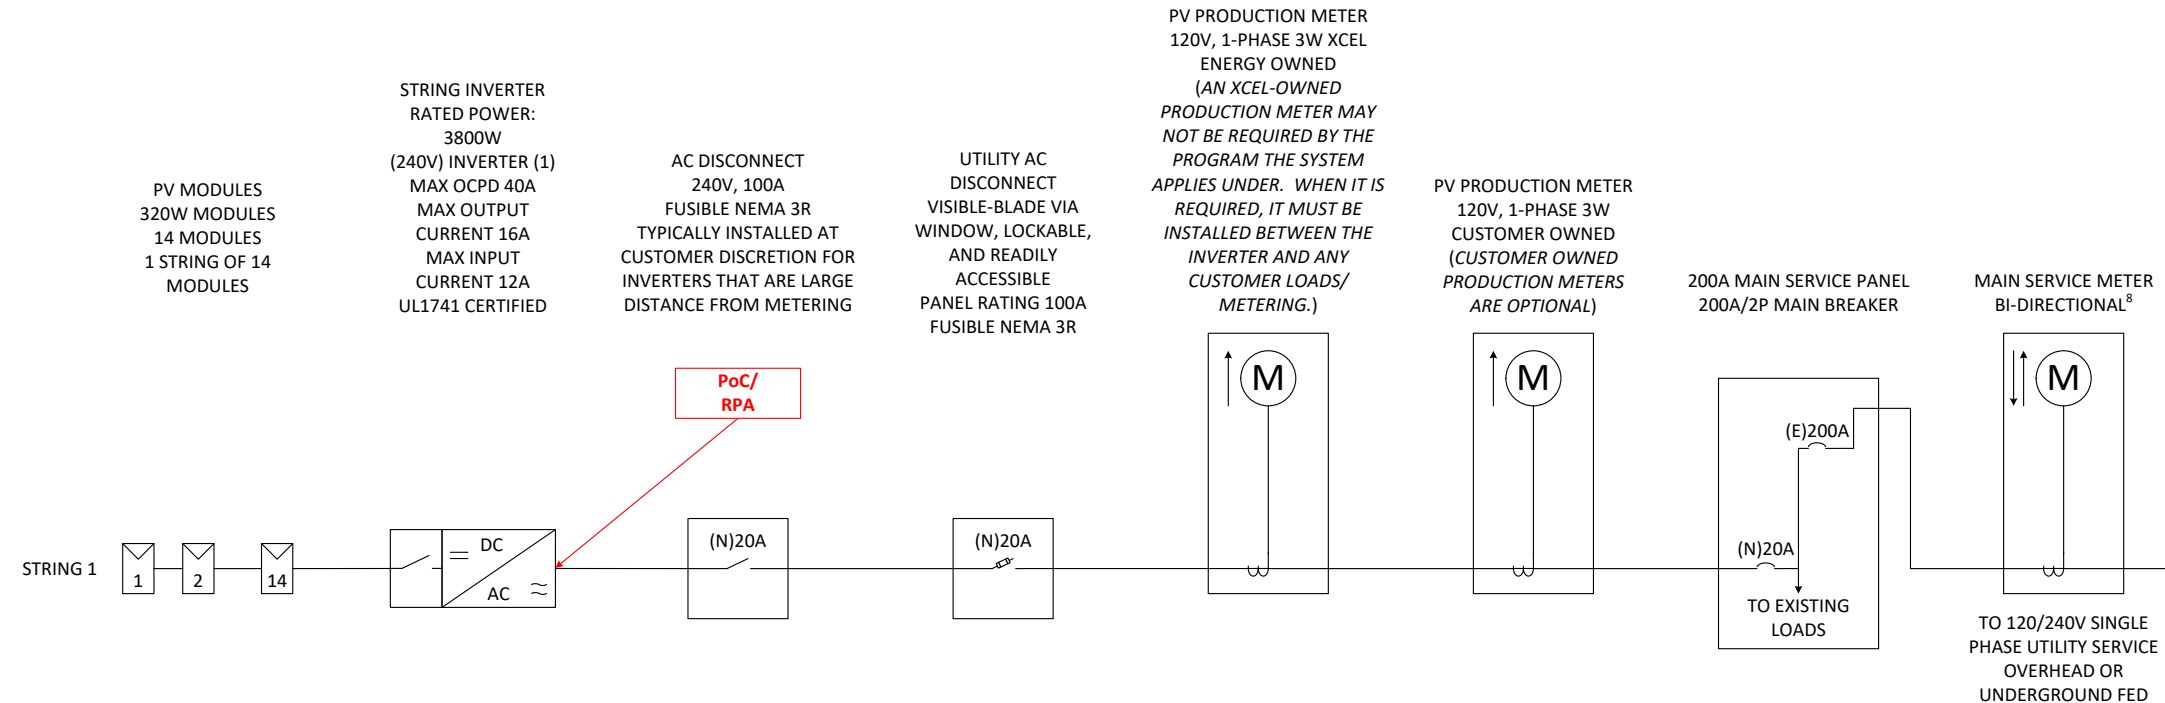 PV MODULES
320W MODULES
14 MODULES
1 STRING OF 14
MODULES
STRING INVERTER
RATED POWER:
3800W
(240V) INVERTER (1)
MAX OCPD 40A
MAX OUTPUT
CURRENT 16A
MAX INPUT
CURRENT 12A
UL1741 CERTIFIED
AC DISCONNECT
240V, 100A
FUSIBLE NEMA 3R
TYPICALLY INSTALLED AT
CUSTOMER DISCRETION FOR
INVERTERS THAT ARE LARGE
DISTANCE FROM METERING
UTILITY AC
DISCONNECT
VISIBLE-BLADE VIA
WINDOW, LOCKABLE,
AND READILY
ACCESSIBLE
PANEL RATING 100A
FUSIBLE NEMA 3R
PV PRODUCTION METER
120V, 1-PHASE 3W XCEL
ENERGY OWNED
(AN XCEL-OWNED
PRODUCTION METER MAY
NOT BE REQUIRED BY THE
PROGRAM THE SYSTEM
APPLIES UNDER. WHEN IT IS
REQUIRED, IT MUST BE
INSTALLED BETWEEN THE
INVERTER AND ANY
CUSTOMER LOADS/
METERING.)
PV PRODUCTION METER
120V, 1-PHASE 3W
CUSTOMER OWNED
(CUSTOMER OWNED
PRODUCTION METERS
ARE OPTIONAL)
200A MAIN SERVICE PANEL
200A/2P MAIN BREAKER
MAIN SERVICE METER
BI-DIRECTIONAL⁸
PoC/
RPA
M
M
M
(E)200A
STRING 1
1
2
14
DC
AC
(N)20A
(N)20A
(N)20A
TO EXISTING
LOADS
TO 120/240V SINGLE
PHASE UTILITY SERVICE
OVERHEAD OR
UNDERGROUND FED